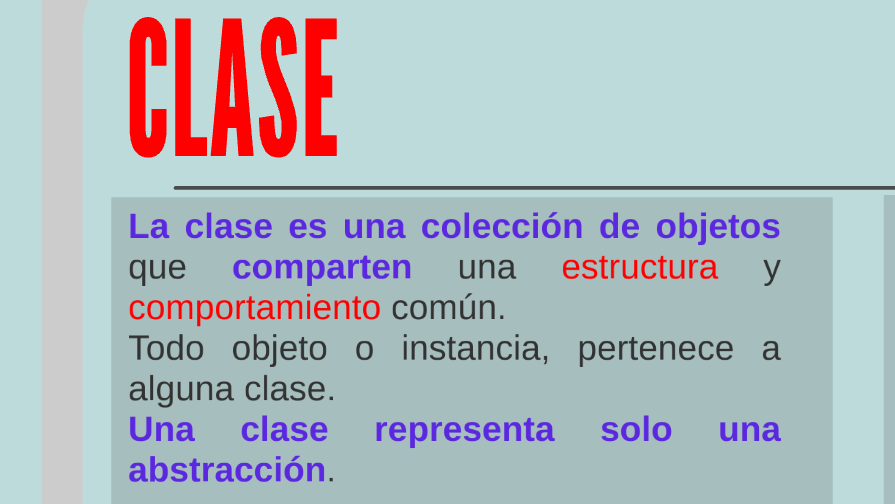 CLASE
La clase es una colección de objetos
que comparten una estructura y
comportamiento común.
Todo objeto o instancia, pertenece a
alguna clase.
Una clase representa solo una
abstracción.